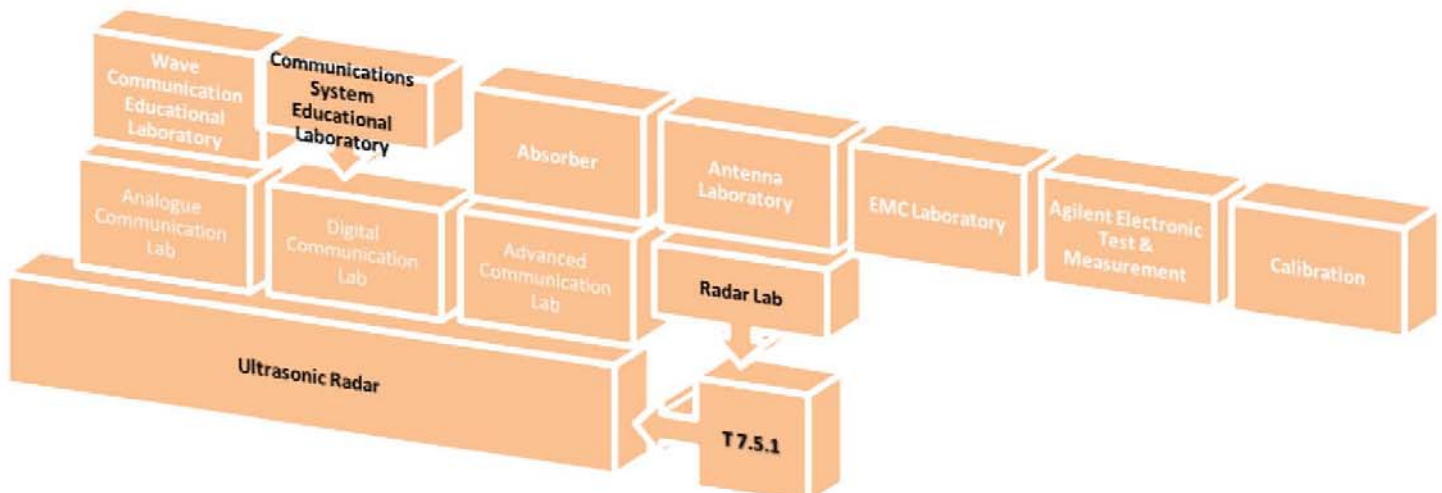 Wave
Communication
Educational
Laboratory
Communications
System
Educational
Laboratory
Absorber
Antenna
Laboratory
EMC Laboratory
Agilent Electronic
Test &
Measurement
Calibration
Analogue
Communication
Lab
Digital
Communication
Lab
Advanced
Communication
Lab
Radar Lab
Ultrasonic Radar
T 7.5.1